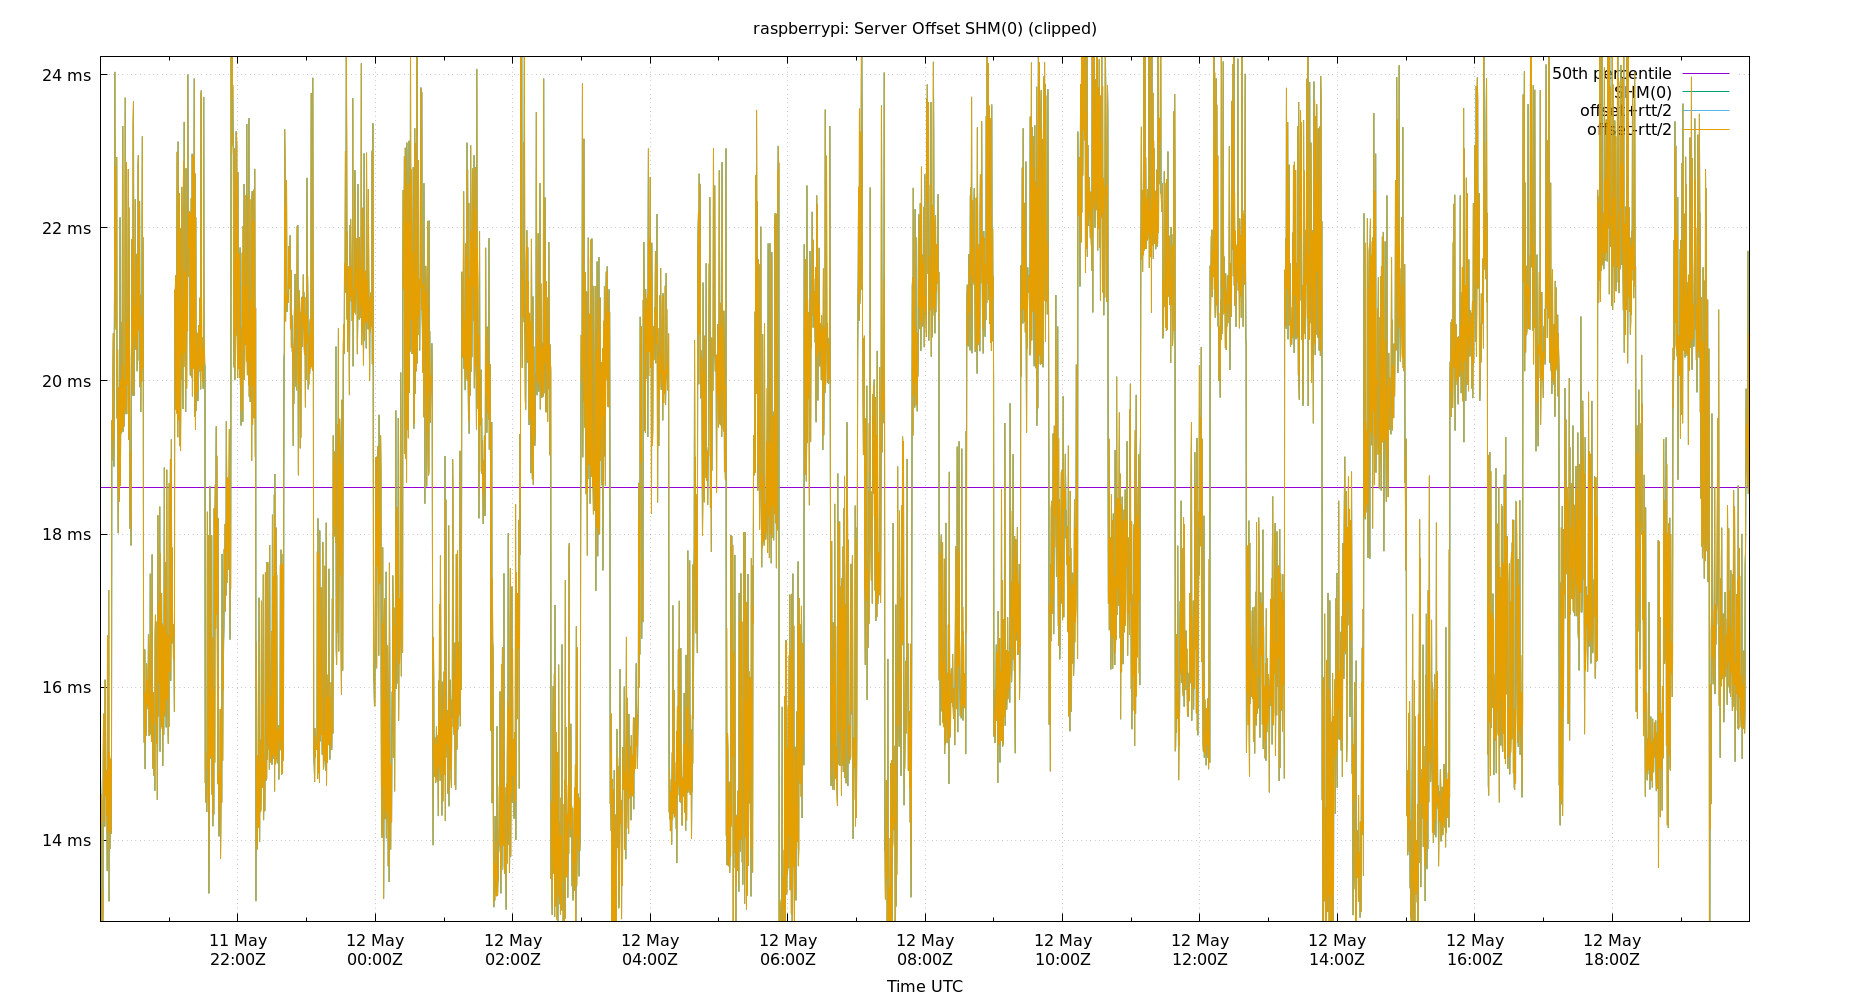 raspberrypi: Server Offset SHM(0) (clipped)
24 ms
22 ms
20 ms
18 ms
16 ms
14 ms
50th percentile
SHM(0)
offset+rtt/2
offset-rtt/2
11 May
22:00Z
12 May
00:00Z
12 May
02:00Z
12 May
04:00Z
12 May
06:00Z
12 May
08:00Z
12 May
10:00Z
12 May
12:00Z
12 May
14:00Z
12 May
16:00Z
12 May
18:00Z
Time UTC